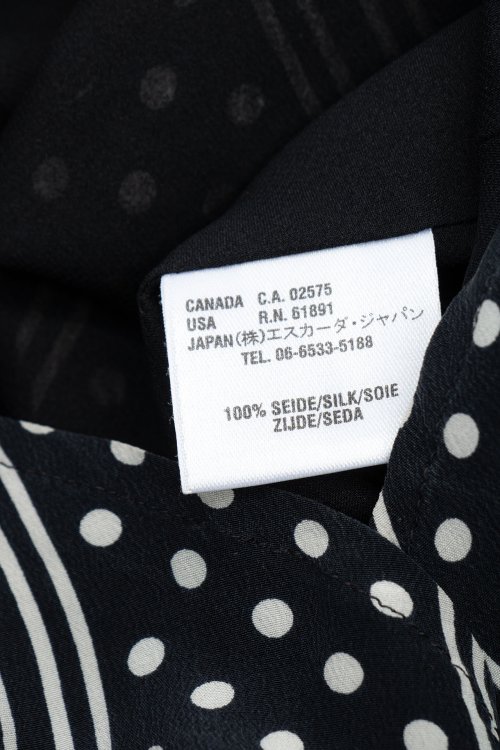 CANADA C.A. 02575
USA R.N. 61891
JAPAN (株)エスカーダ・ジャパン
TEL. 06-6533-5188
100% SEIDE/SILK/SOIE
ZIJDE/SEDA